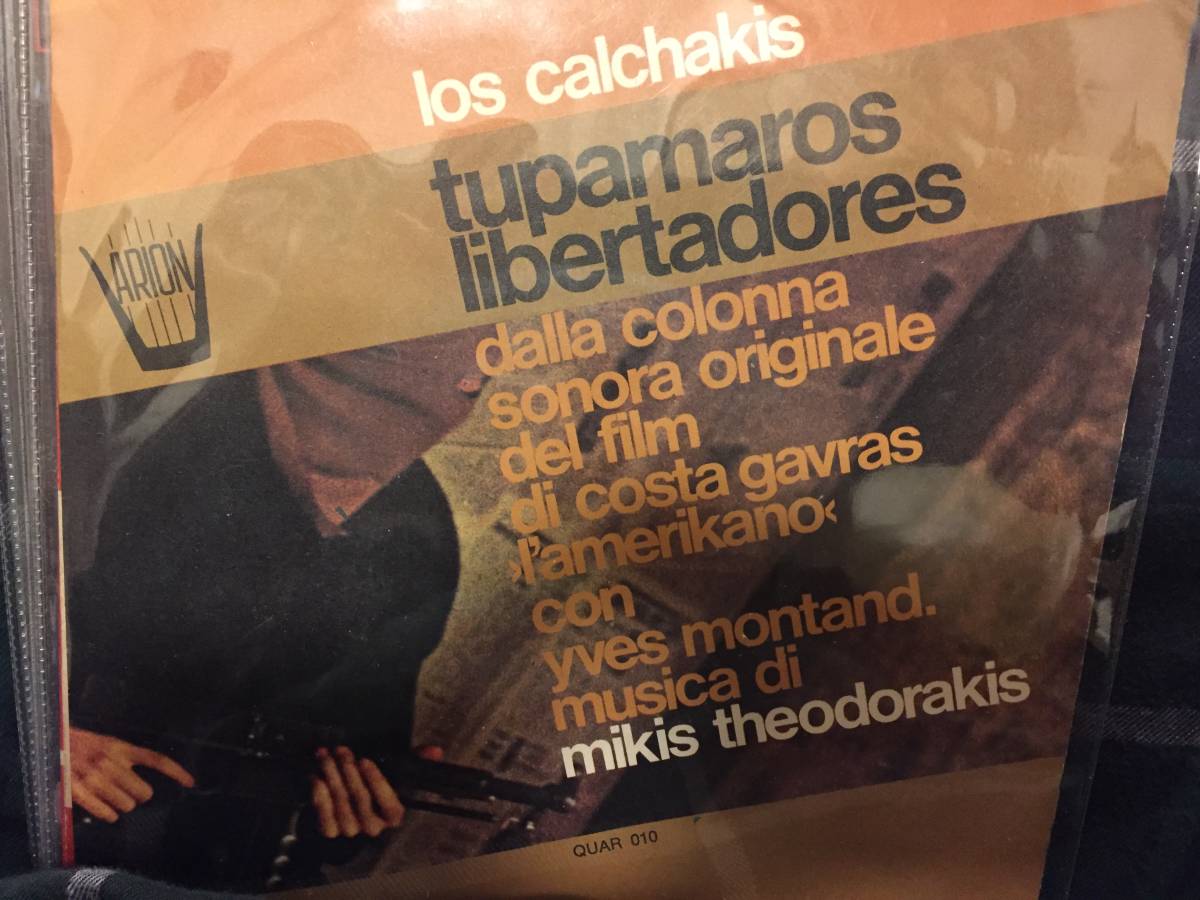 los calchakis
tupamaros
libertadores
ARION
dalla colonna
sonora originale
del film
di costa gavras
›l'amerikano‹
con
yves montand.
musica di
mikis theodorakis
QUAR 010